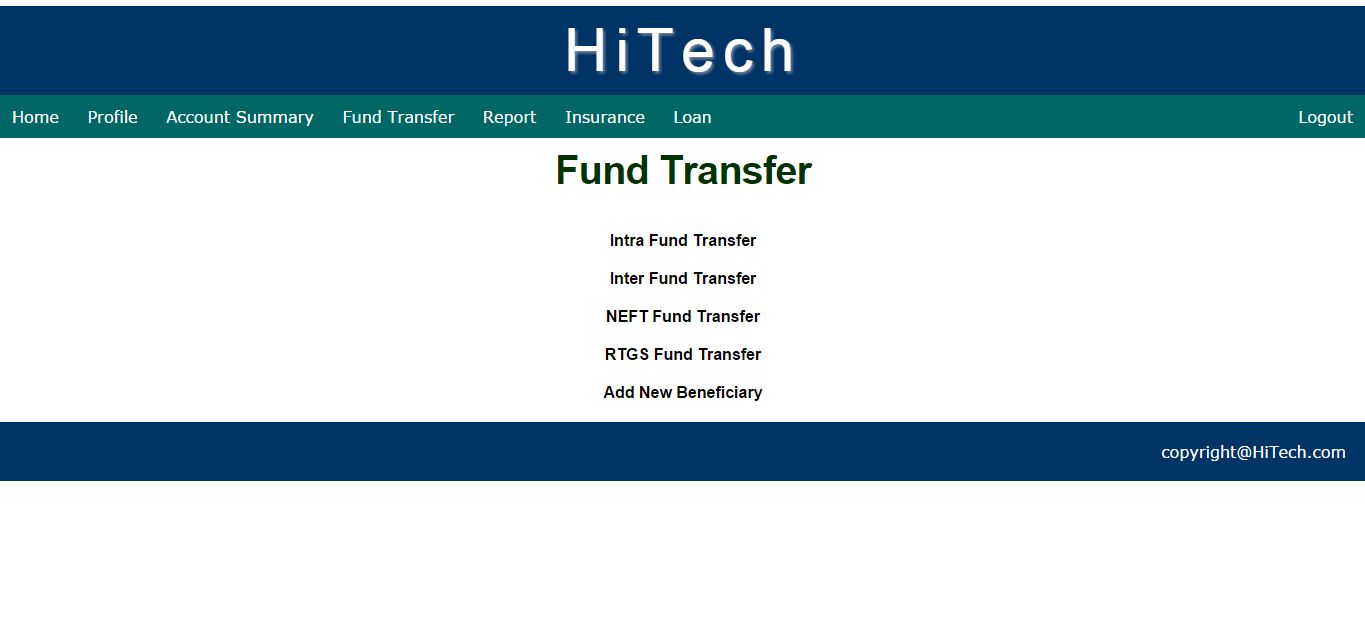 HiTech
Home Profile Account Summary Fund Transfer Report Insurance Loan Logout
Fund Transfer
Intra Fund Transfer
Inter Fund Transfer
NEFT Fund Transfer
RTGS Fund Transfer
Add New Beneficiary
copyright@HiTech.com